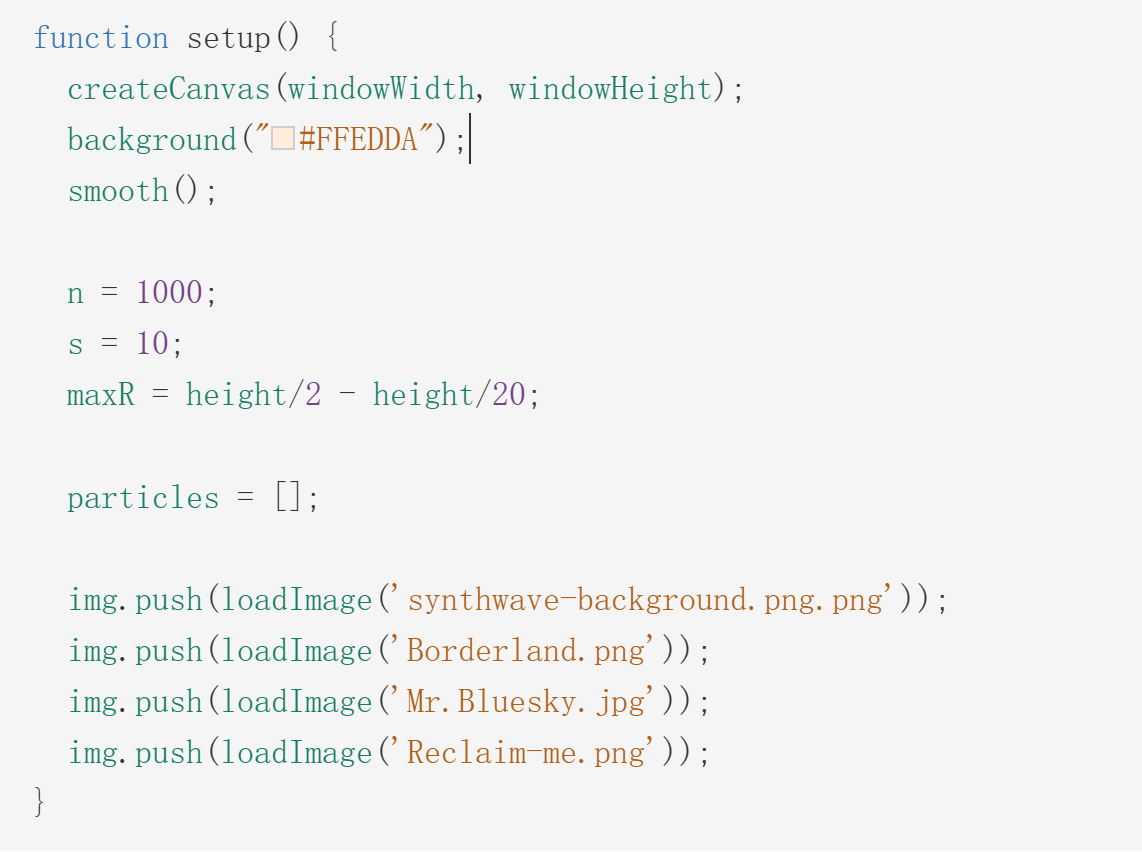 function setup() {
createCanvas(windowWidth, windowHeight);
background("#FFEDDA");
smooth();
n = 1000;
s = 10;
maxR = height/2 - height/20;
particles = [];
img.push(loadImage('synthwave-background.png.png'));
img.push(loadImage('Borderland.png'));
img.push(loadImage('Mr.Bluesky.jpg'));
img.push(loadImage('Reclaim-me.png'));
}